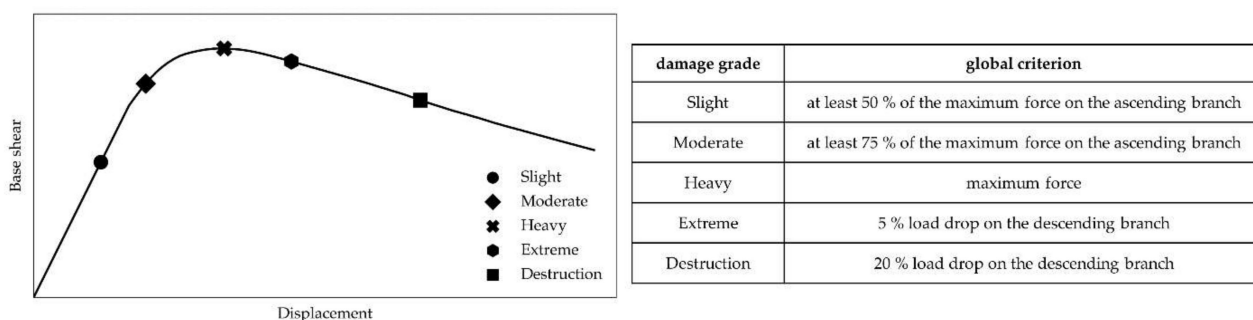 Base shear
Slight
Moderate
Heavy
Extreme
Destruction
Displacement
damage grade global criterion
Slight at least 50 % of the maximum force on the ascending branch
Moderate at least 75 % of the maximum force on the ascending branch
Heavy maximum force
Extreme 5 % load drop on the descending branch
Destruction 20 % load drop on the descending branch